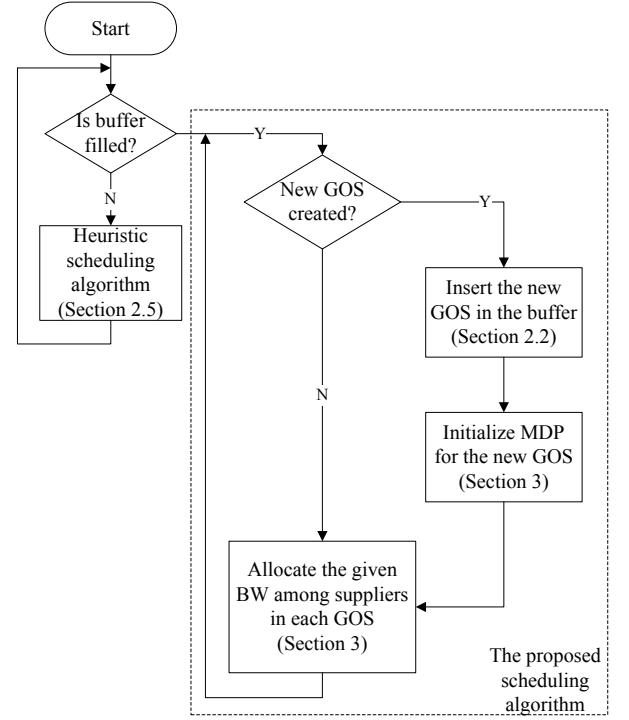 Start
Is buffer
filled?
Y
N
Heuristic
scheduling
algorithm
(Section 2.5)
New GOS
created?
Y
Insert the new
GOS in the buffer
(Section 2.2)
N
Initialize MDP
for the new GOS
(Section 3)
Allocate the given
BW among suppliers
in each GOS
(Section 3)
The proposed
scheduling
algorithm